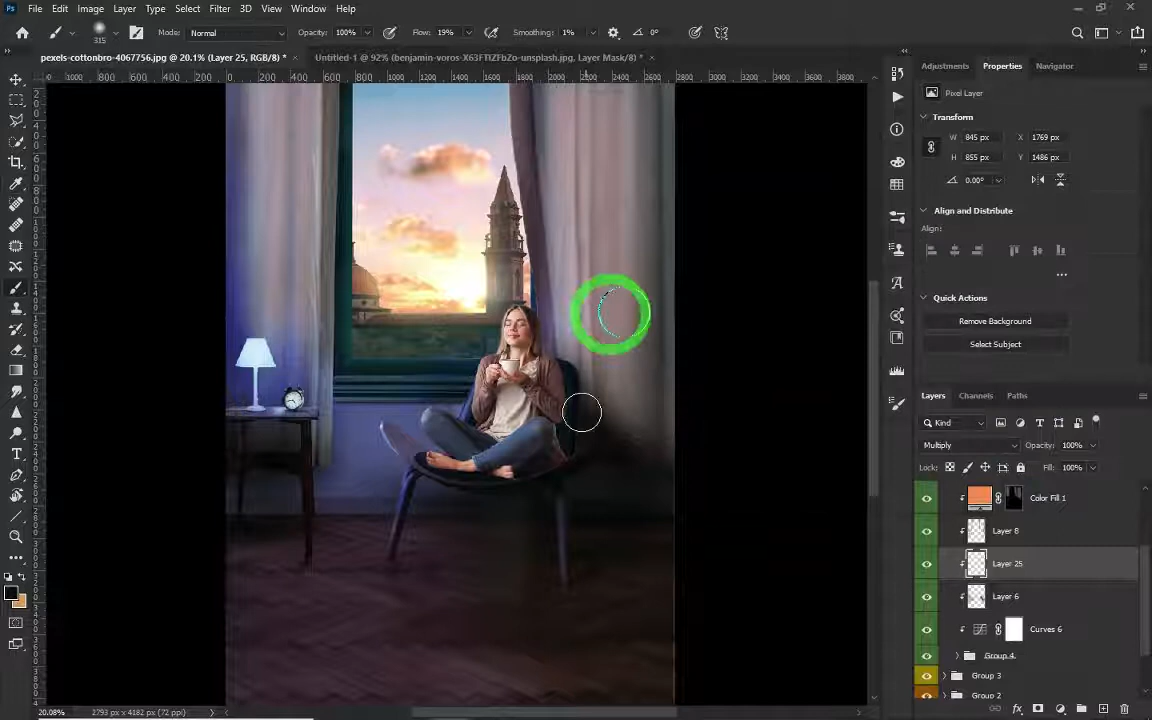 Ps File Edit Image Layer Type Select Filter 3D View Window Help
315 Mode: Normal Opacity: 100% Flow: 19% Smoothing: 1% 0°
pexels-cottonbro-4067756.jpg @ 20.1% (Layer 25, RGB/8) * × Untitled-1 @ 92% (benjamin-voros-X63FTIZFbZo-unsplash.jpg, Layer Mask/8) * ×
Adjustments Properties Navigator
Pixel Layer
Transform
W 845 px X 1769 px
H 855 px Y 1486 px
0.00°
Align and Distribute
Align:
Quick Actions
Remove Background
Select Subject
Layers Channels Paths
Kind
Multiply Opacity: 100%
Lock: Fill: 100%
Color Fill 1
Layer 8
Layer 25
Layer 6
Curves 6
Group 4
Group 3
Group 2
20.08% 2793 px x 4182 px (72 ppi)